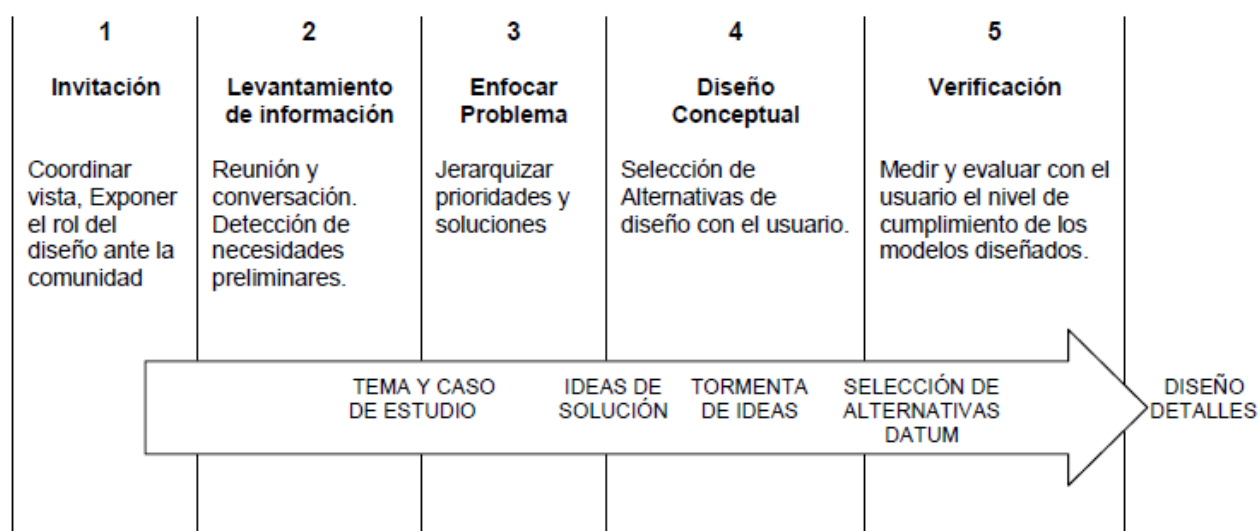 1
Invitación
Coordinar
vista, Exponer
el rol del
diseño ante la
comunidad
2
Levantamiento
de información
Reunión y
conversación.
Detección de
necesidades
preliminares.
3
Enfocar
Problema
Jerarquizar
prioridades y
soluciones
4
Diseño
Conceptual
Selección de
Alternativas de
diseño con el usuario.
5
Verificación
Medir y evaluar con el
usuario el nivel de
cumplimiento de los
modelos diseñados.
TEMA Y CASO
DE ESTUDIO
IDEAS DE
SOLUCIÓN
TORMENTA
DE IDEAS
SELECCIÓN DE
ALTERNATIVAS
DATUM
DISEÑO
DETALLES